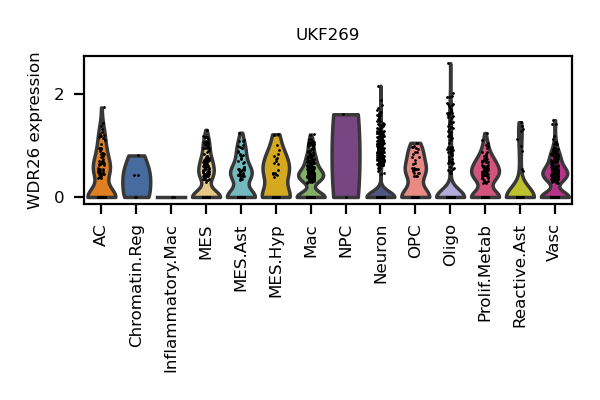 UKF269
WDR26 expression
2
0
AC
Chromatin.Reg
Inflammatory.Mac
MES
MES.Ast
MES.Hyp
Mac
NPC
Neuron
OPC
Oligo
Prolif.Metab
Reactive.Ast
Vasc